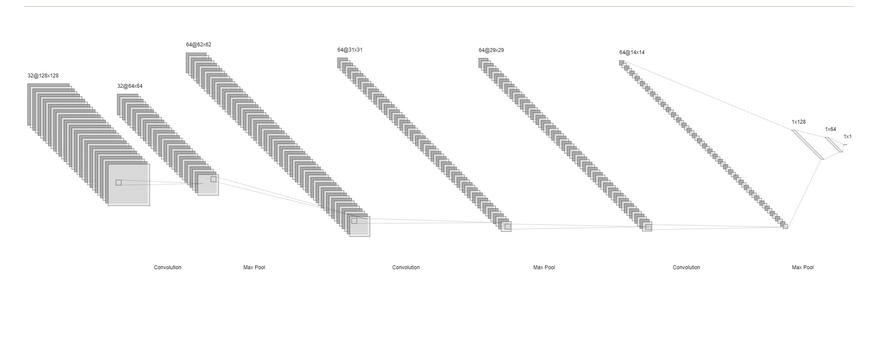 32@128x128
32@64x64
64@62x62
64@31x31
64@29x29
64@14x14
1x128
1x64
1x1
Convolution
Max Pool
Convolution
Max Pool
Convolution
Max Pool